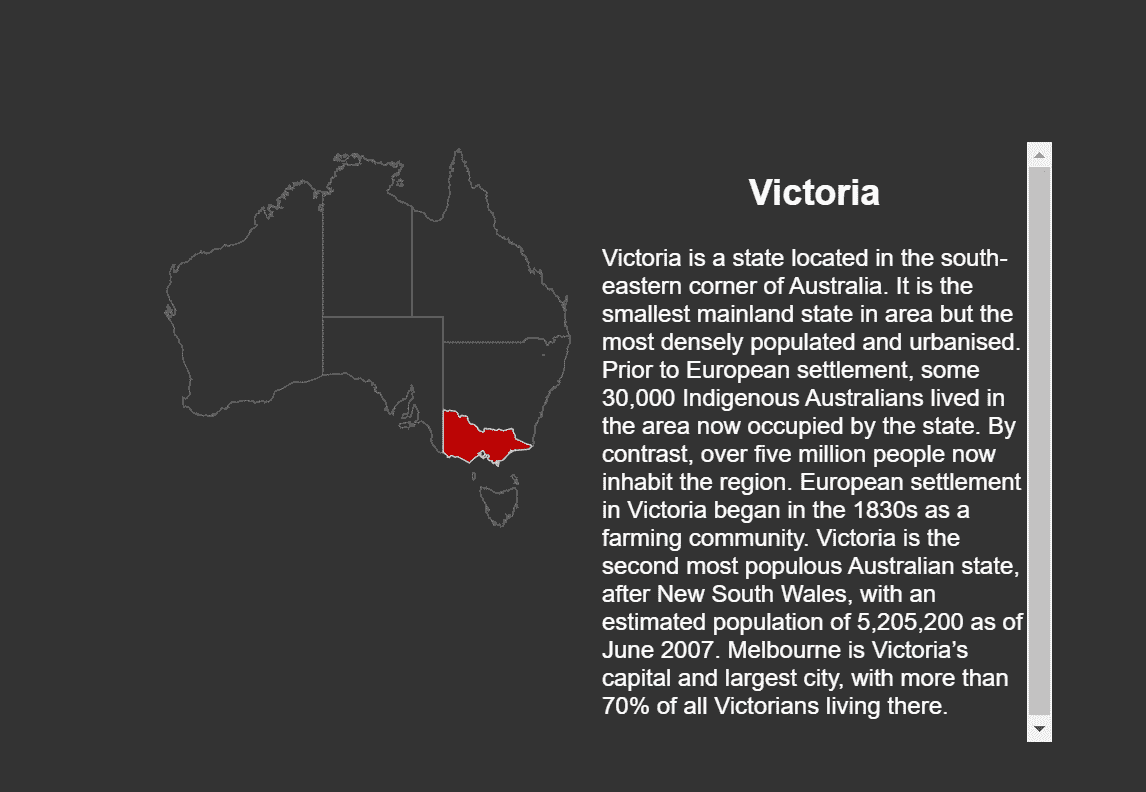 Victoria
Victoria is a state located in the south-
eastern corner of Australia. It is the
smallest mainland state in area but the
most densely populated and urbanised.
Prior to European settlement, some
30,000 Indigenous Australians lived in
the area now occupied by the state. By
contrast, over five million people now
inhabit the region. European settlement
in Victoria began in the 1830s as a
farming community. Victoria is the
second most populous Australian state,
after New South Wales, with an
estimated population of 5,205,200 as of
June 2007. Melbourne is Victoria’s
capital and largest city, with more than
70% of all Victorians living there.